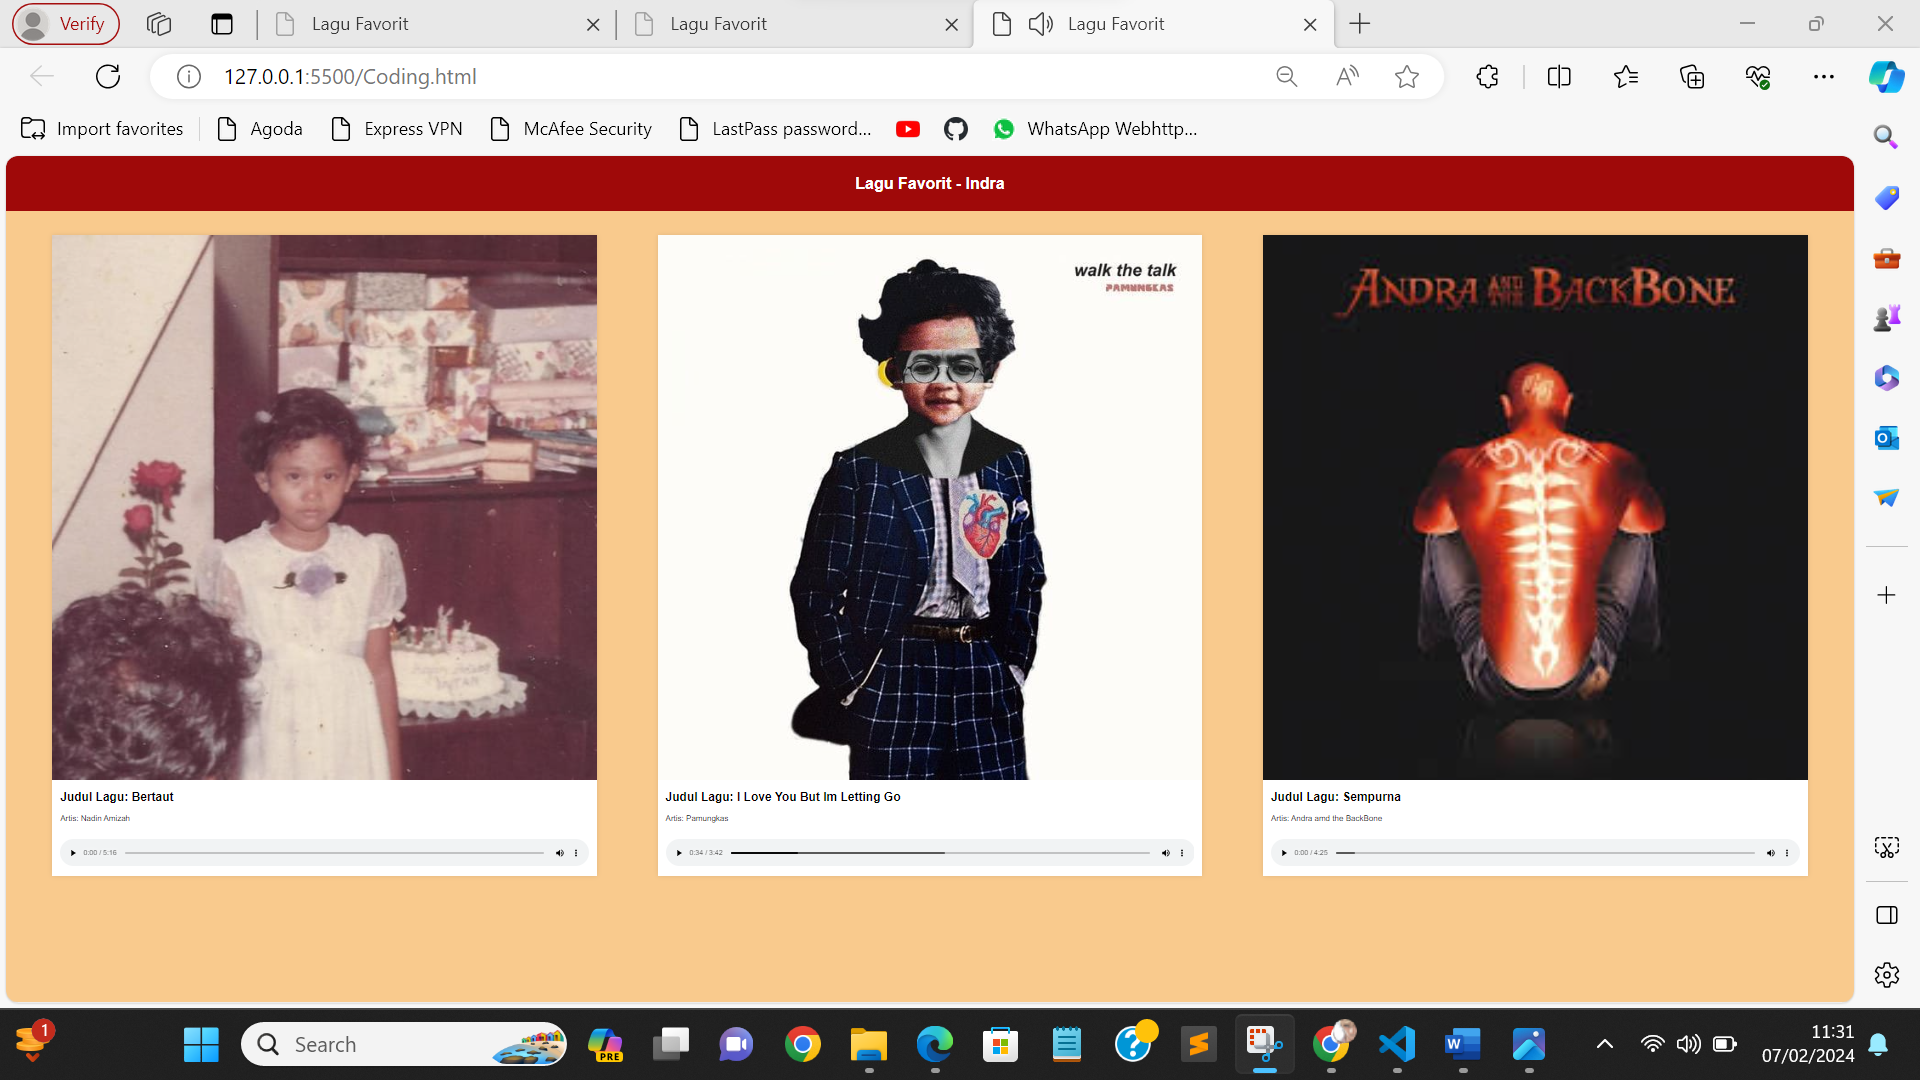 Verify
Lagu Favorit
Lagu Favorit
Lagu Favorit
127.0.0.1:5500/Coding.html
Import favorites
Agoda
Express VPN
McAfee Security
LastPass password...
WhatsApp Webhttp...
Lagu Favorit - Indra
walk the talk
PAMUNGKAS
ANDRA AND THE BACKBONE
Judul Lagu: Bertaut
Artis: Nadin Amizah
0:00 / 5:16
Judul Lagu: I Love You But Im Letting Go
Artis: Pamungkas
0:34 / 3:42
Judul Lagu: Sempurna
Artis: Andra amd the BackBone
0:00 / 4:25
1
Search
PRE
11:31
07/02/2024